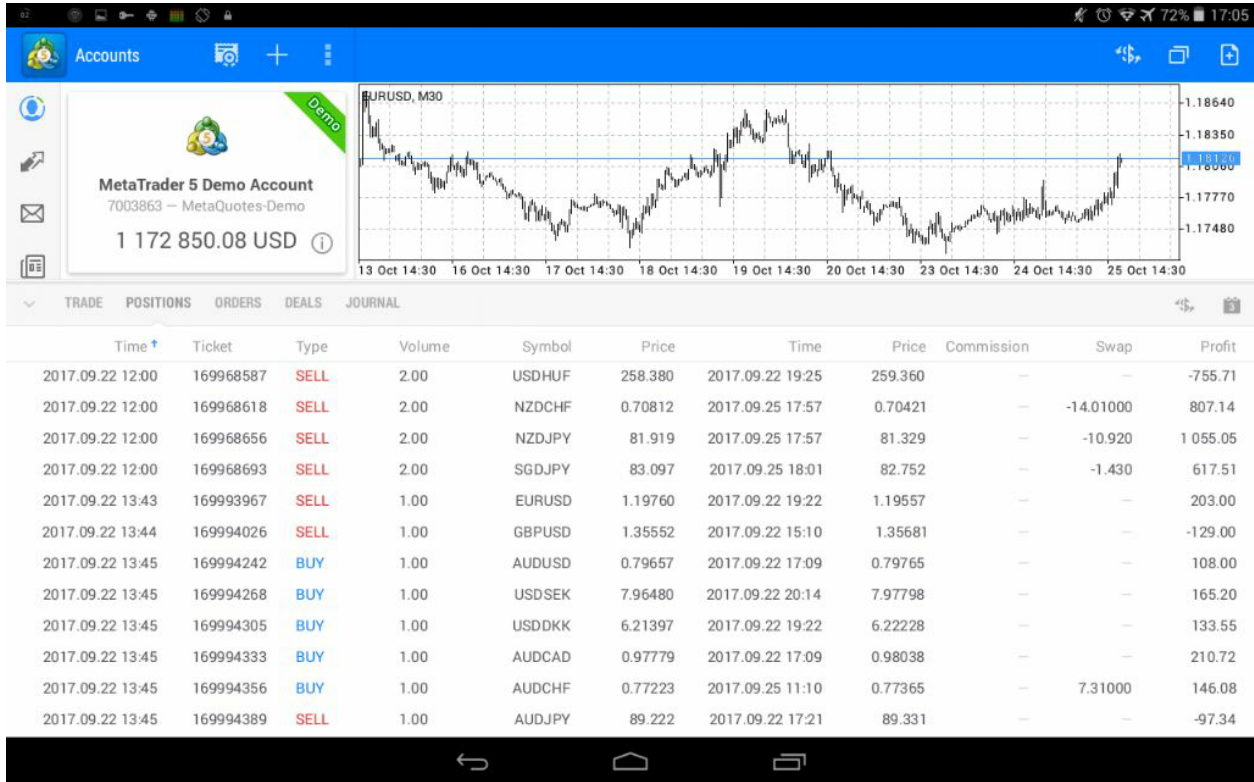 72% 17:05
Accounts
Demo
5
MetaTrader 5 Demo Account
7003863 — MetaQuotes-Demo
1 172 850.08 USD
EURUSD, M30
1.18640
1.18350
1.18126
1.18060
1.17770
1.17480
13 Oct 14:30 16 Oct 14:30 17 Oct 14:30 18 Oct 14:30 19 Oct 14:30 20 Oct 14:30 23 Oct 14:30 24 Oct 14:30 25 Oct 14:30
TRADE POSITIONS ORDERS DEALS JOURNAL
Time Ticket Type Volume Symbol Price Time Price Commission Swap Profit
2017.09.22 12:00 169968587 SELL 2.00 USDHUF 258.380 2017.09.22 19:25 259.360 — — -755.71
2017.09.22 12:00 169968618 SELL 2.00 NZDCHF 0.70812 2017.09.25 17:57 0.70421 — -14.01000 807.14
2017.09.22 12:00 169968656 SELL 2.00 NZDJPY 81.919 2017.09.25 17:57 81.329 — -10.920 1 055.05
2017.09.22 12:00 169968693 SELL 2.00 SGDJPY 83.097 2017.09.25 18:01 82.752 — -1.430 617.51
2017.09.22 13:43 169993967 SELL 1.00 EURUSD 1.19760 2017.09.22 19:22 1.19557 — — 203.00
2017.09.22 13:44 169994026 SELL 1.00 GBPUSD 1.35552 2017.09.22 15:10 1.35681 — — -129.00
2017.09.22 13:45 169994242 BUY 1.00 AUDUSD 0.79657 2017.09.22 17:09 0.79765 — — 108.00
2017.09.22 13:45 169994268 BUY 1.00 USDSEK 7.96480 2017.09.22 20:14 7.97798 — — 165.20
2017.09.22 13:45 169994305 BUY 1.00 USDDKK 6.21397 2017.09.22 19:22 6.22228 — — 133.55
2017.09.22 13:45 169994333 BUY 1.00 AUDCAD 0.97779 2017.09.22 17:09 0.98038 — — 210.72
2017.09.22 13:45 169994356 BUY 1.00 AUDCHF 0.77223 2017.09.25 11:10 0.77365 — 7.31000 146.08
2017.09.22 13:45 169994389 SELL 1.00 AUDJPY 89.222 2017.09.22 17:21 89.331 — — -97.34